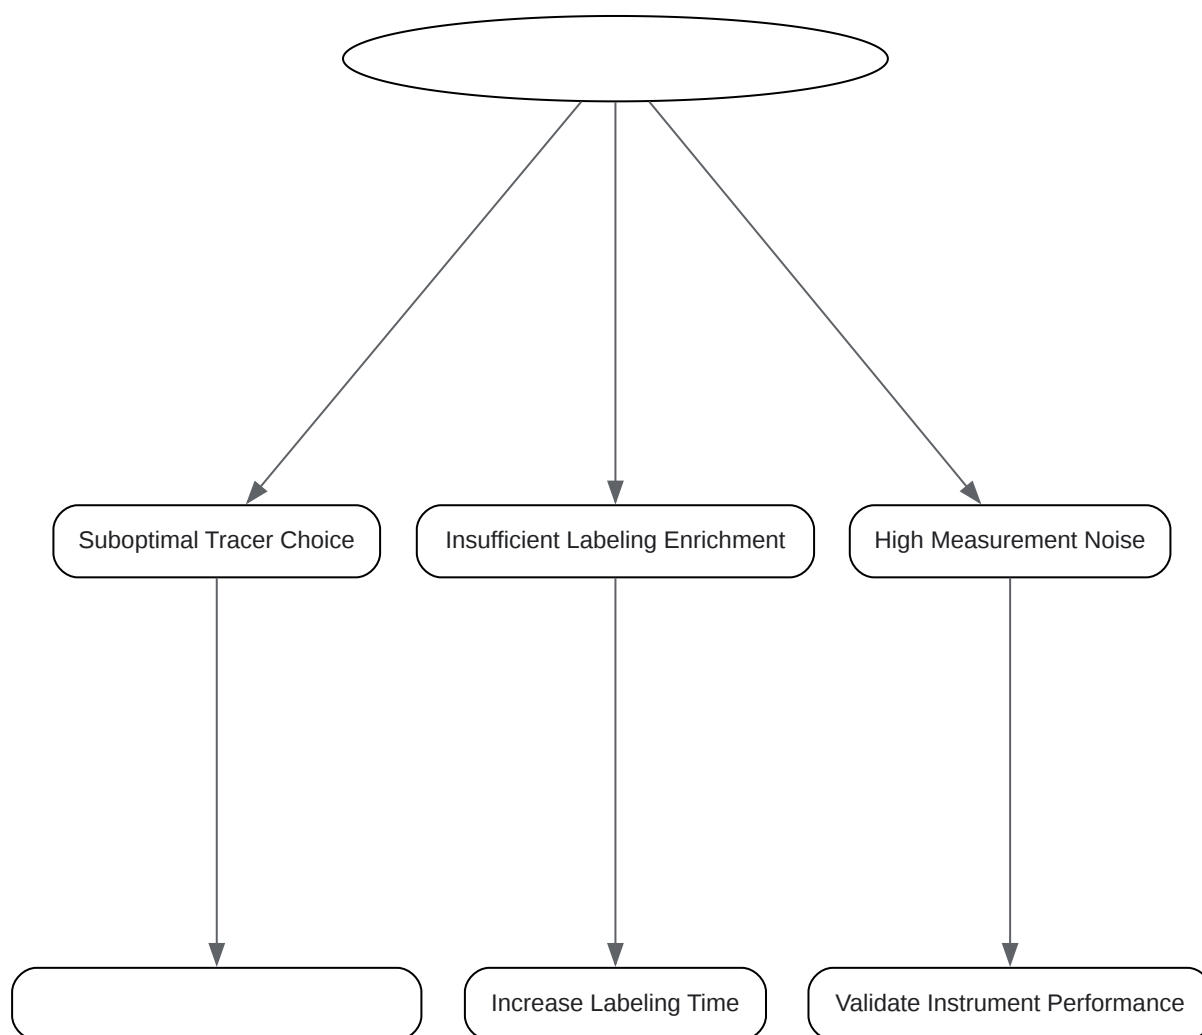 Suboptimal Tracer Choice
Insufficient Labeling Enrichment
High Measurement Noise
Increase Labeling Time
Validate Instrument Performance